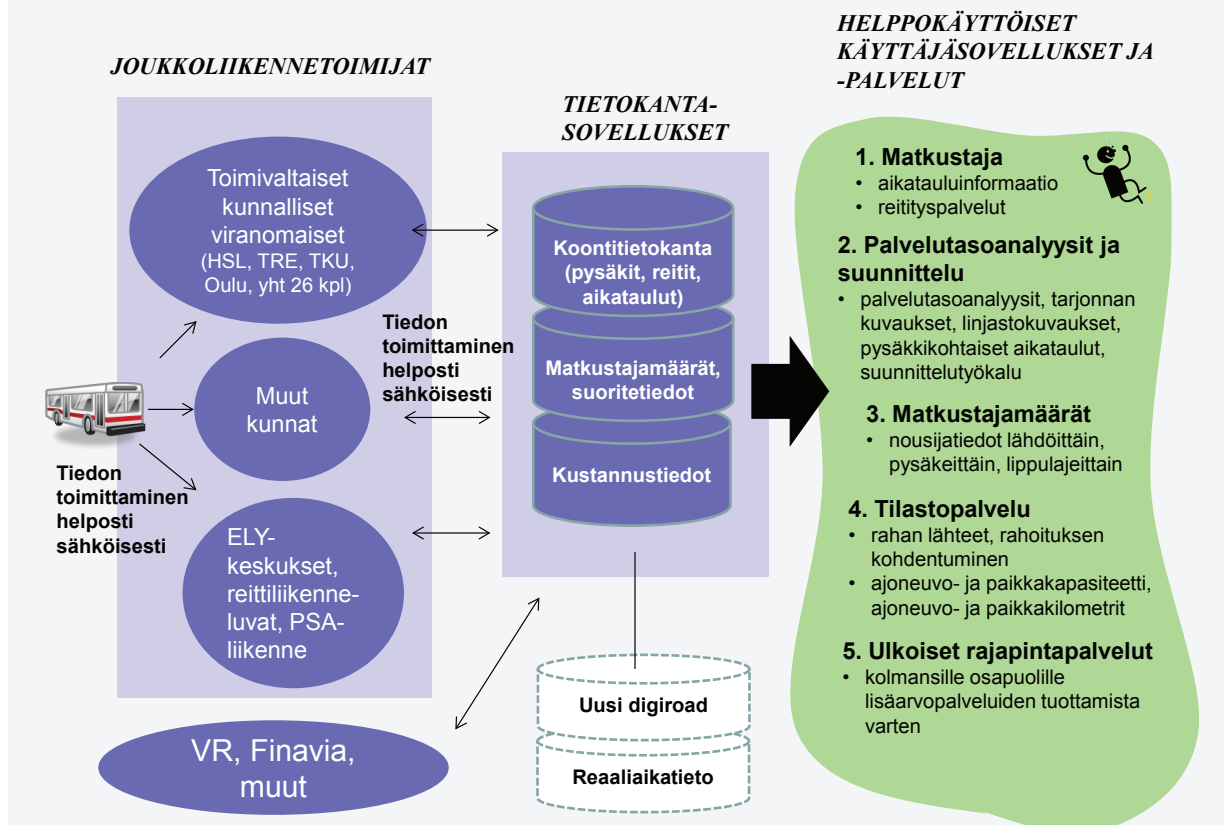 JOUKKOLIIKENNETOIMIJAT
Toimivaltaiset
kunnalliset
viranomaiset
(HSL, TRE, TKU,
Oulu, yht 26 kpl)
Muut
kunnat
ELY-
keskukset,
reittiliikenne-
luvat, PSA-
liikenne
VR, Finavia,
muut
Tiedon
toimittaminen
helposti
sähköisesti
Tiedon
toimittaminen
helposti
sähköisesti
TIETOKANTA-
SOVELLUKSET
Koontitietokanta
(pysäkit, reitit,
aikataulut)
Matkustajamäärät,
suoritetiedot
Kustannustiedot
Uusi digiroad
Reaaliaikatieto
HELPPOKÄYTTÖISET
KÄYTTÄJÄSOVELLUKSET JA
-PALVELUT
1. Matkustaja
• aikatauluinformaatio
• reitityspalvelut
2. Palvelutasoanalyysit ja
suunnittelu
• palvelutasoanalyysit, tarjonnan
kuvaukset, linjastokuvaukset,
pysäkkikohtaiset aikataulut,
suunnittelutyökalu
3. Matkustajamäärät
• nousijatiedot lähdöittäin,
pysäkeittäin, lippulajeittain
4. Tilastopalvelu
• rahan lähteet, rahoituksen
kohdentuminen
• ajoneuvo- ja paikkakapasiteetti,
ajoneuvo- ja paikkakilometrit
5. Ulkoiset rajapintapalvelut
• kolmansille osapuolille
lisäarvopalveluiden tuottamista
varten